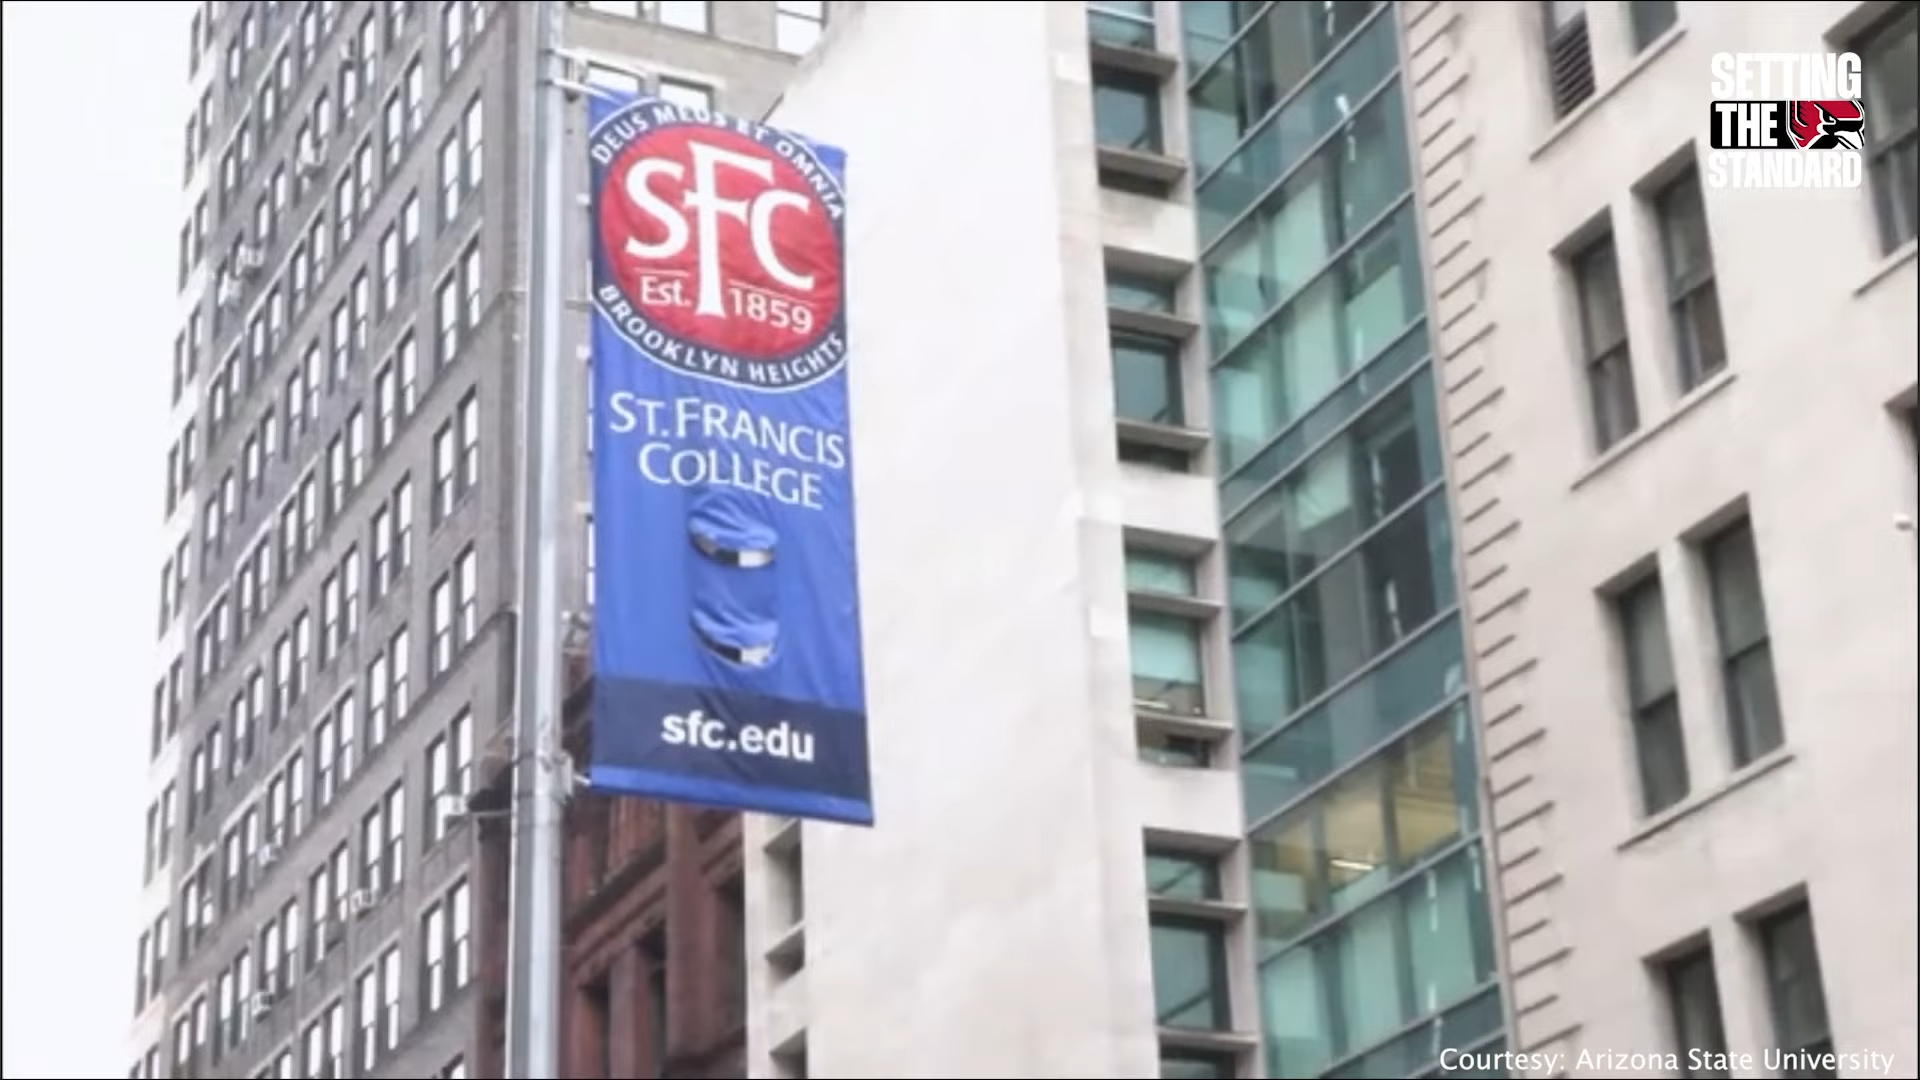 SETTING
THE
STANDARD
DEUS MEUS ET OMNIA
SFC
Est. 1859
BROOKLYN HEIGHTS
ST. FRANCIS
COLLEGE
sfc.edu
Courtesy: Arizona State University